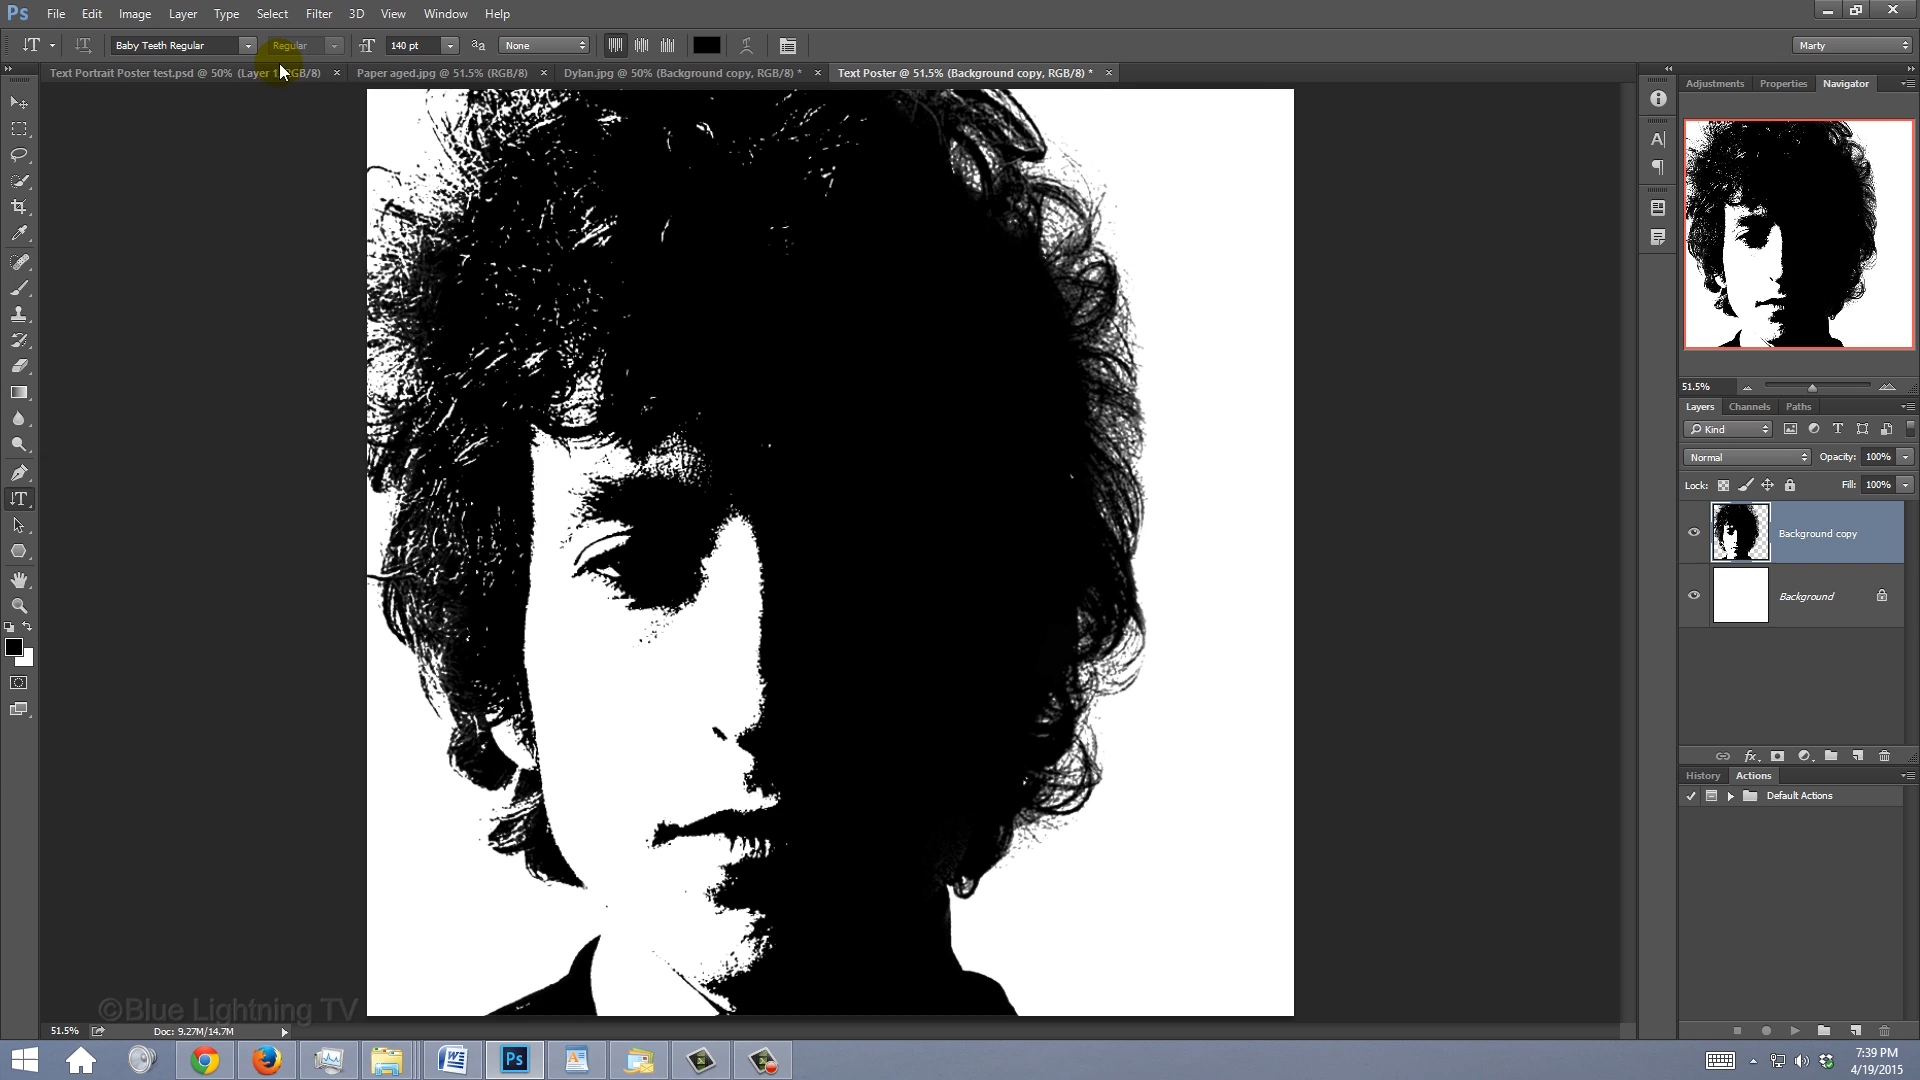 Ps File Edit Image Layer Type Select Filter 3D View Window Help
Baby Teeth Regular Regular 140 pt aa None Marty
Text Portrait Poster test.psd @ 50% (Layer 1, RGB/8) × Paper aged.jpg @ 51.5% (RGB/8) × Dylan.jpg @ 50% (Background copy, RGB/8) * × Text Poster @ 51.5% (Background copy, RGB/8) * ×
Adjustments Properties Navigator
51.5%
Layers Channels Paths
Kind
Normal Opacity: 100%
Lock: Fill: 100%
Background copy
Background
fx
History Actions
Default Actions
©Blue Lightning TV
51.5% Doc: 9.27M/14.7M
Ps
7:39 PM
4/19/2015